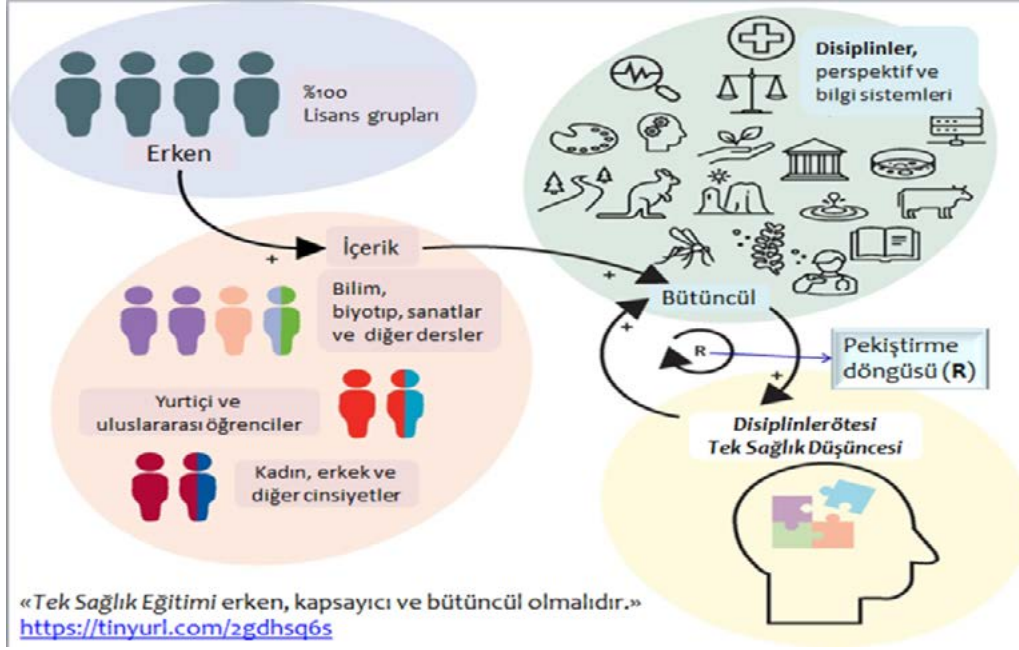 %100
Lisans grupları
Erken
Disiplinler,
perspektif ve
bilgi sistemleri
+
İçerik
Bilim,
biyotıp, sanatlar
ve diğer dersler
Yurtiçi ve
uluslararası öğrenciler
Kadın, erkek ve
diğer cinsiyetler
+
Bütüncül
+
R
+
Pekiştirme
döngüsü (R)
Disiplinlerötesi
Tek Sağlık Düşüncesi
«Tek Sağlık Eğitimi erken, kapsayıcı ve bütüncül olmalıdır.»
https://tinyurl.com/2gdhsq6s